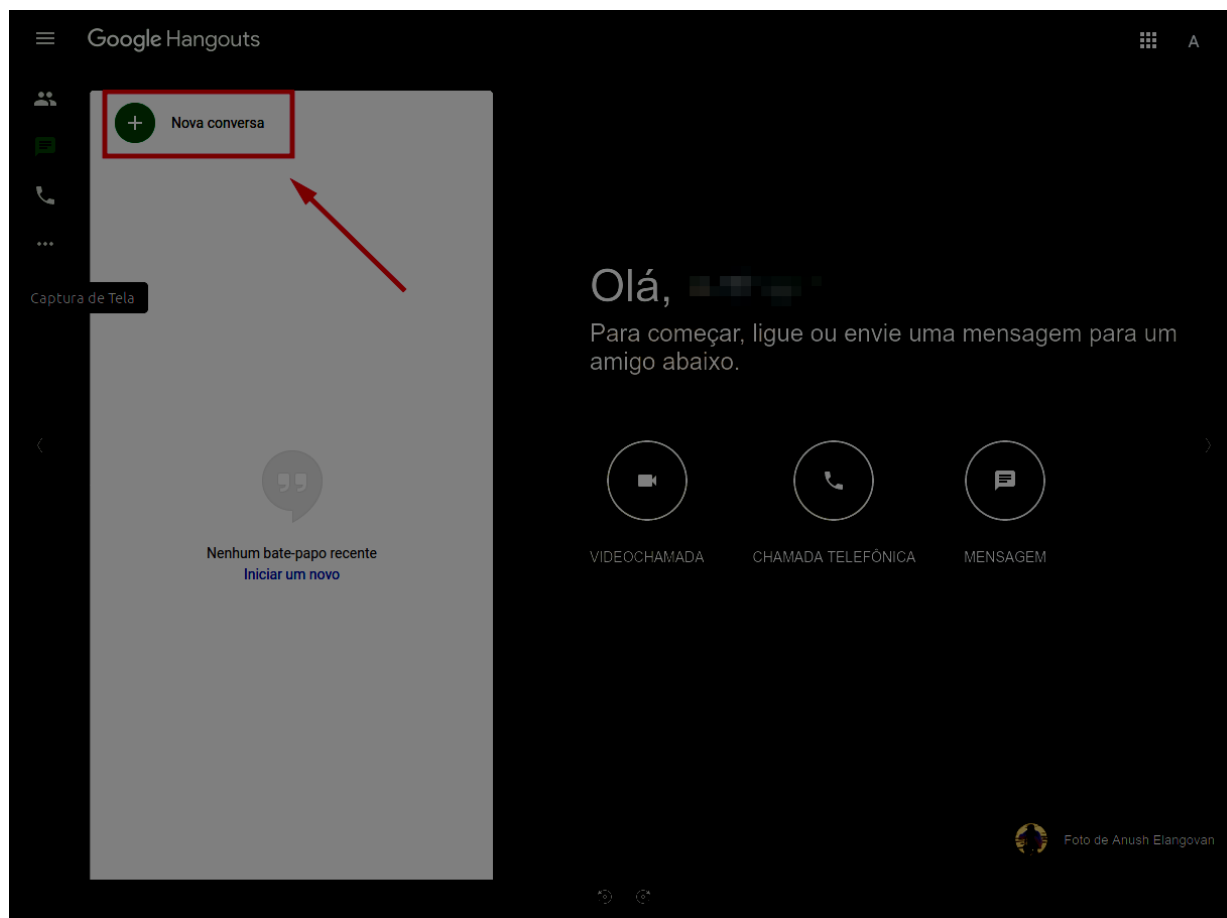 Google Hangouts
A
Nova conversa
Captura de Tela
Olá,
Para começar, ligue ou envie uma mensagem para um
amigo abaixo.
VIDEOCHAMADA
CHAMADA TELEFÔNICA
MENSAGEM
Nenhum bate-papo recente
Iniciar um novo
Foto de Anush Elangovan